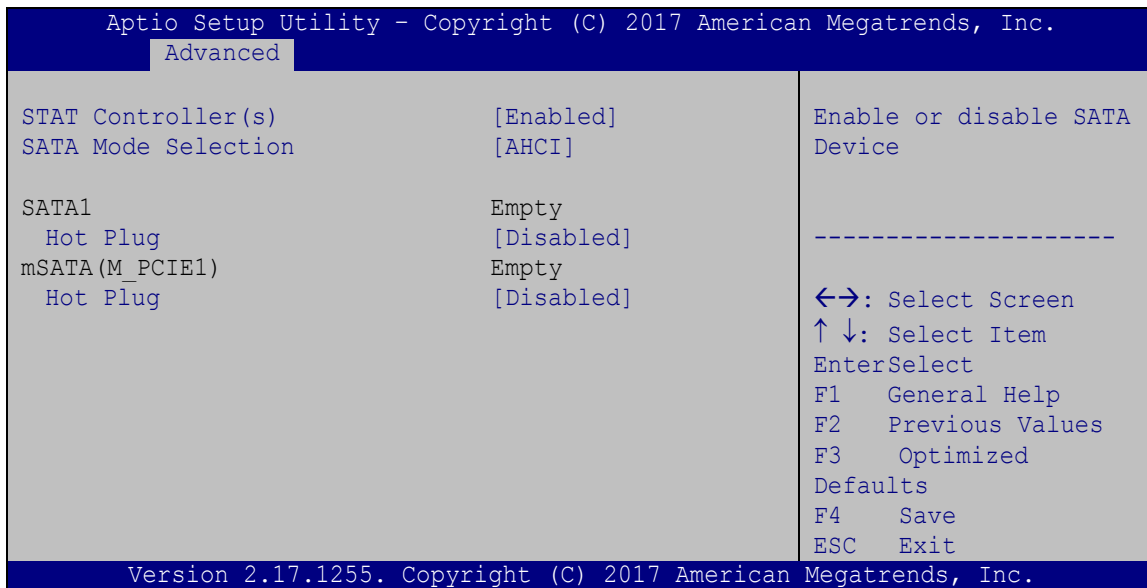 Aptio Setup Utility – Copyright (C) 2017 American Megatrends, Inc.
Advanced
STAT Controller(s) [Enabled]
SATA Mode Selection [AHCI]
SATA1 Empty
Hot Plug [Disabled]
mSATA(M_PCIE1) Empty
Hot Plug [Disabled]
Enable or disable SATA
Device
---------------------
←→: Select Screen
↑ ↓: Select Item
EnterSelect
F1 General Help
F2 Previous Values
F3 Optimized
Defaults
F4 Save
ESC Exit
Version 2.17.1255. Copyright (C) 2017 American Megatrends, Inc.